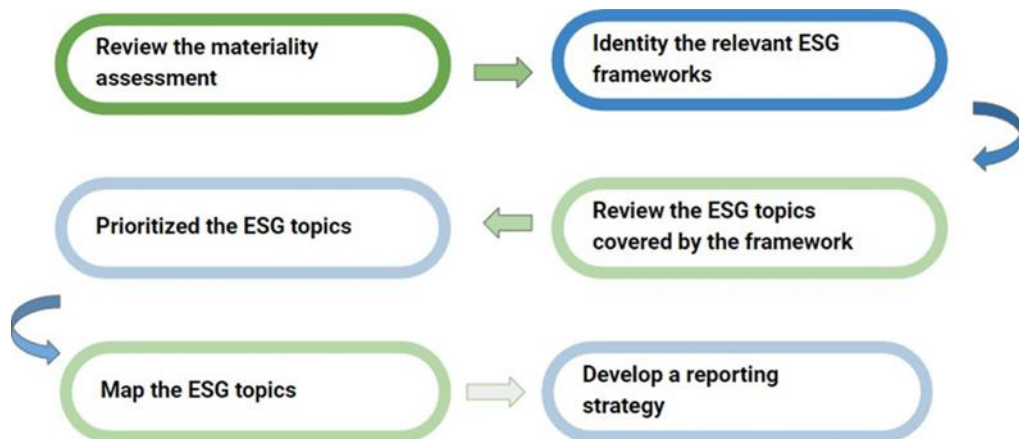 Review the materiality
assessment
Identity the relevant ESG
frameworks
Review the ESG topics
covered by the framework
Prioritized the ESG topics
Map the ESG topics
Develop a reporting
strategy